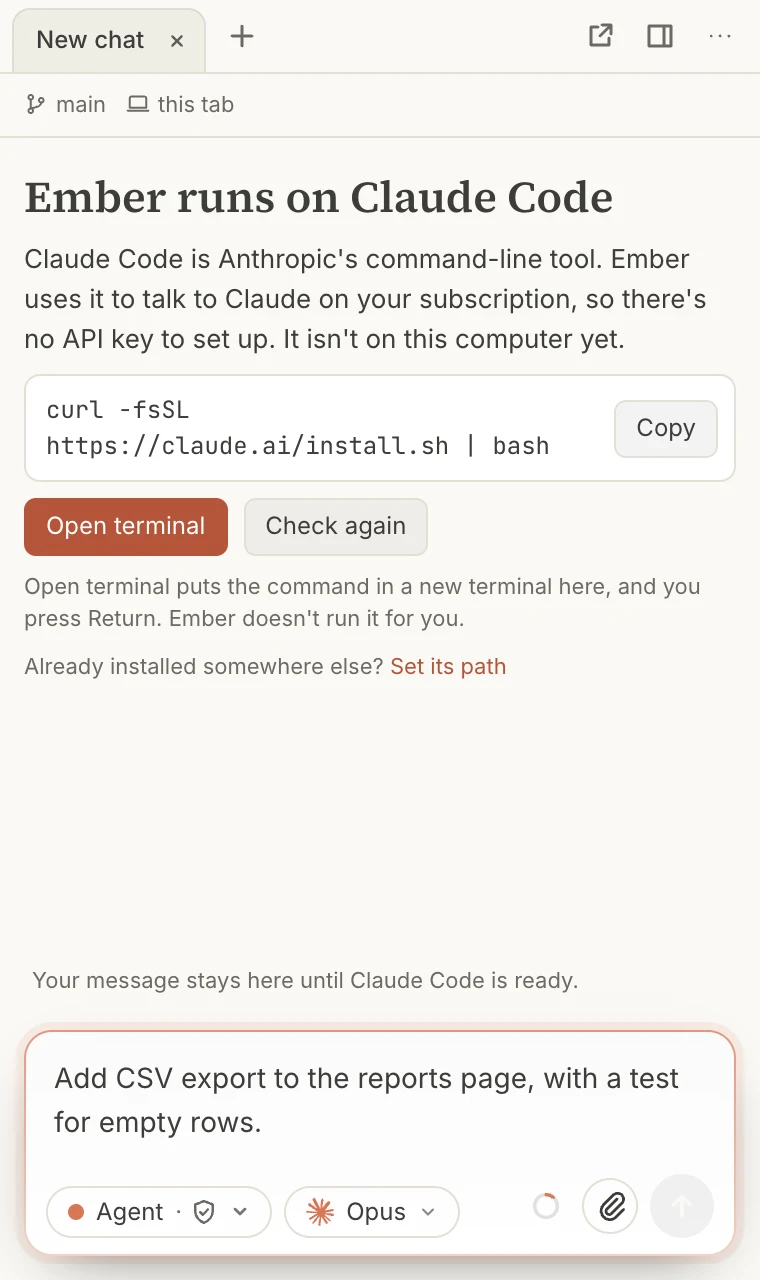 New chat
main this tab
Ember runs on Claude Code
Claude Code is Anthropic's command-line tool. Ember
uses it to talk to Claude on your subscription, so there's
no API key to set up. It isn't on this computer yet.
curl -fsSL
https://claude.ai/install.sh | bash
Copy
Open terminal
Check again
Open terminal puts the command in a new terminal here, and you
press Return. Ember doesn't run it for you.
Already installed somewhere else? Set its path
Your message stays here until Claude Code is ready.
Add CSV export to the reports page, with a test
for empty rows.
Agent ·
Opus